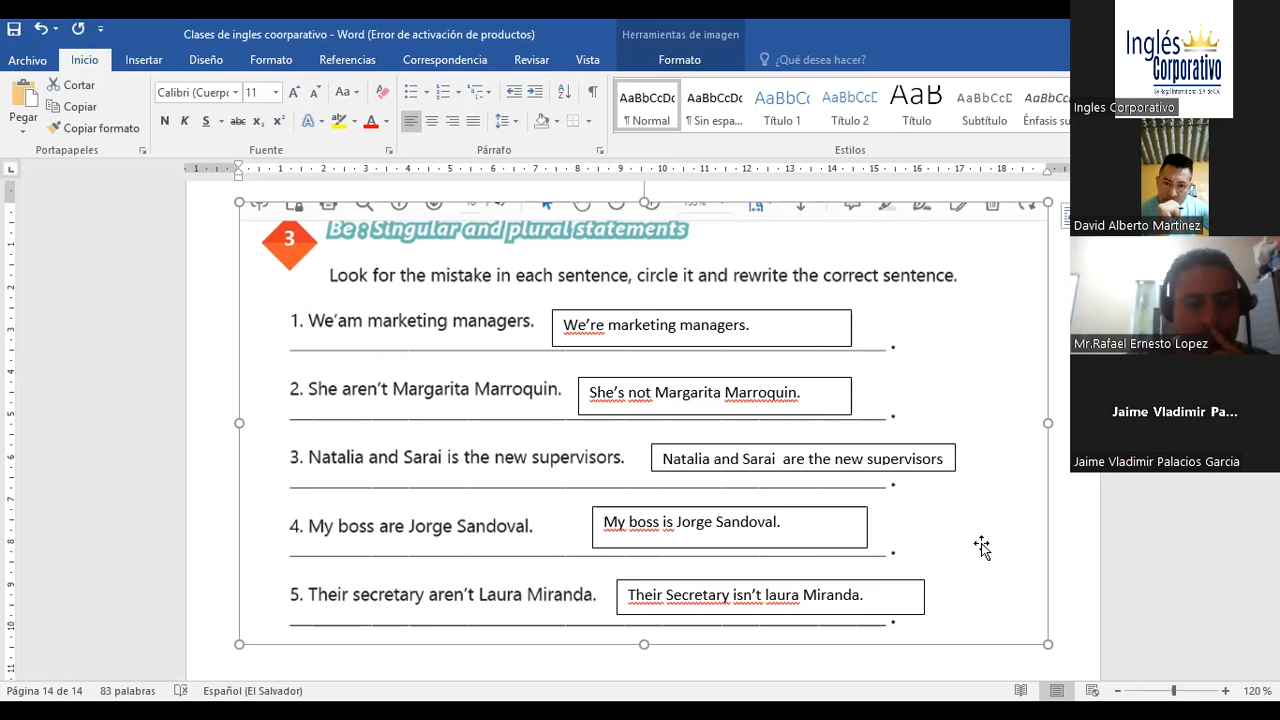 Clases de ingles coorparativo - Word (Error de activación de productos)
Herramientas de imagen
Archivo Inicio Insertar Diseño Formato Referencias Correspondencia Revisar Vista Formato ¿Qué desea hacer?
Pegar
Cortar
Copiar
Copiar formato
Portapapeles
Calibri (Cuerpo 11
N K S abc x₂ x²
Fuente
Párrafo
AaBbCcDc AaBbCcDc AaBbCc AaBbCcD AaB AaBbCcD AaBbCcDc
¶ Normal ¶ Sin espa... Título 1 Título 2 Título Subtítulo Énfasis su
Estilos
3
Be : Singular and plural statements
Look for the mistake in each sentence, circle it and rewrite the correct sentence.
1. We'am marketing managers. We're marketing managers.
2. She aren't Margarita Marroquin. She's not Margarita Marroquin.
3. Natalia and Sarai is the new supervisors. Natalia and Sarai are the new supervisors
4. My boss are Jorge Sandoval. My boss is Jorge Sandoval.
5. Their secretary aren't Laura Miranda. Their Secretary isn't laura Miranda.
Página 14 de 14 83 palabras Español (El Salvador) 120 %
Inglés
Corporativo
Ingles Corporativo
David Alberto Martinez
Mr.Rafael Ernesto Lopez
Jaime Vladimir Pa...
Jaime Vladimir Palacios Garcia